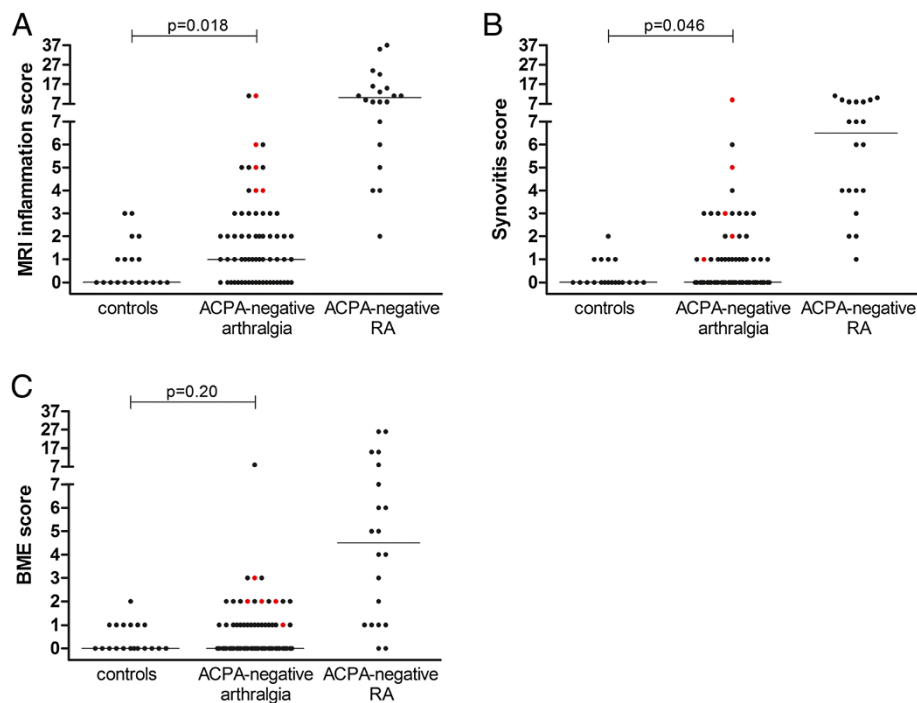 A
p=0.018
MRI inflammation score
37
27
17
7
7
6
5
4
3
2
1
0
controls
ACPA-negative
arthralgia
ACPA-negative
RA
B
p=0.046
Synovitis score
37
27
17
7
7
6
5
4
3
2
1
0
controls
ACPA-negative
arthralgia
ACPA-negative
RA
C
p=0.20
BME score
37
27
17
7
7
6
5
4
3
2
1
0
controls
ACPA-negative
arthralgia
ACPA-negative
RA